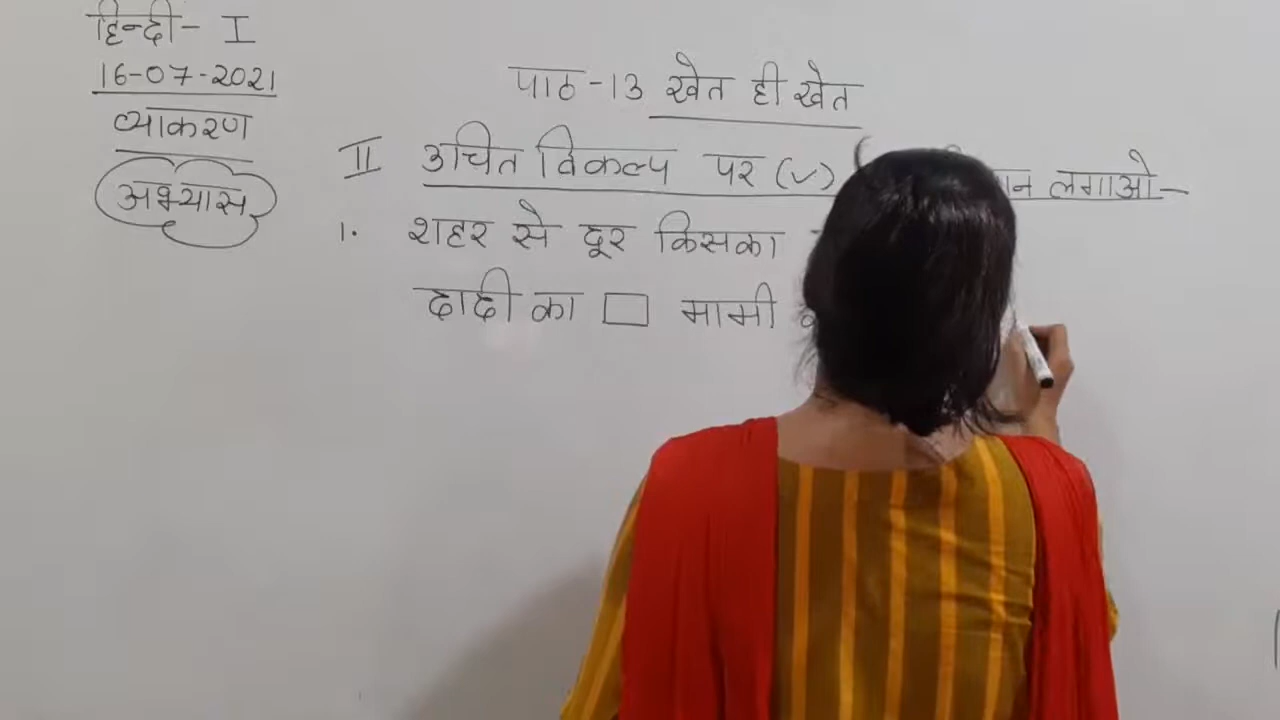 हिन्दी- I
16-07-2021
व्याकरण
अभ्यास
पाठ-13 खेत ही खेत
II उचित विकल्प पर (✓) लगाओ-
1. शहर से दूर किसका
दादी का □ मामी